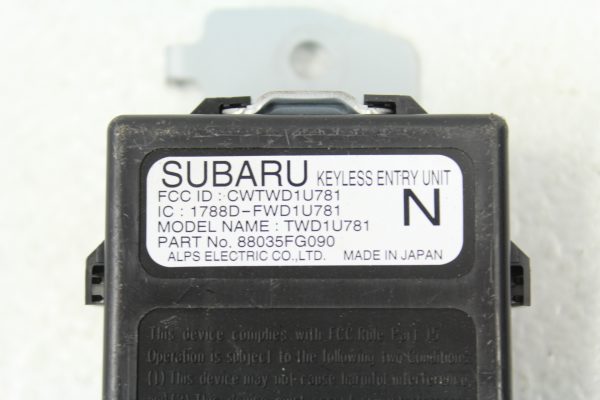 SUBARU KEYLESS ENTRY UNIT
FCC ID : CWTWD1U781
IC : 1788D-FWD1U781 N
MODEL NAME : TWD1U781
PART No. 88035FG090
ALPS ELECTRIC CO.,LTD. MADE IN JAPAN
This device complies with FCC Rule Part 15
Operation is subject to the following two Conditions:
(1) This device may not cause harmful interference,